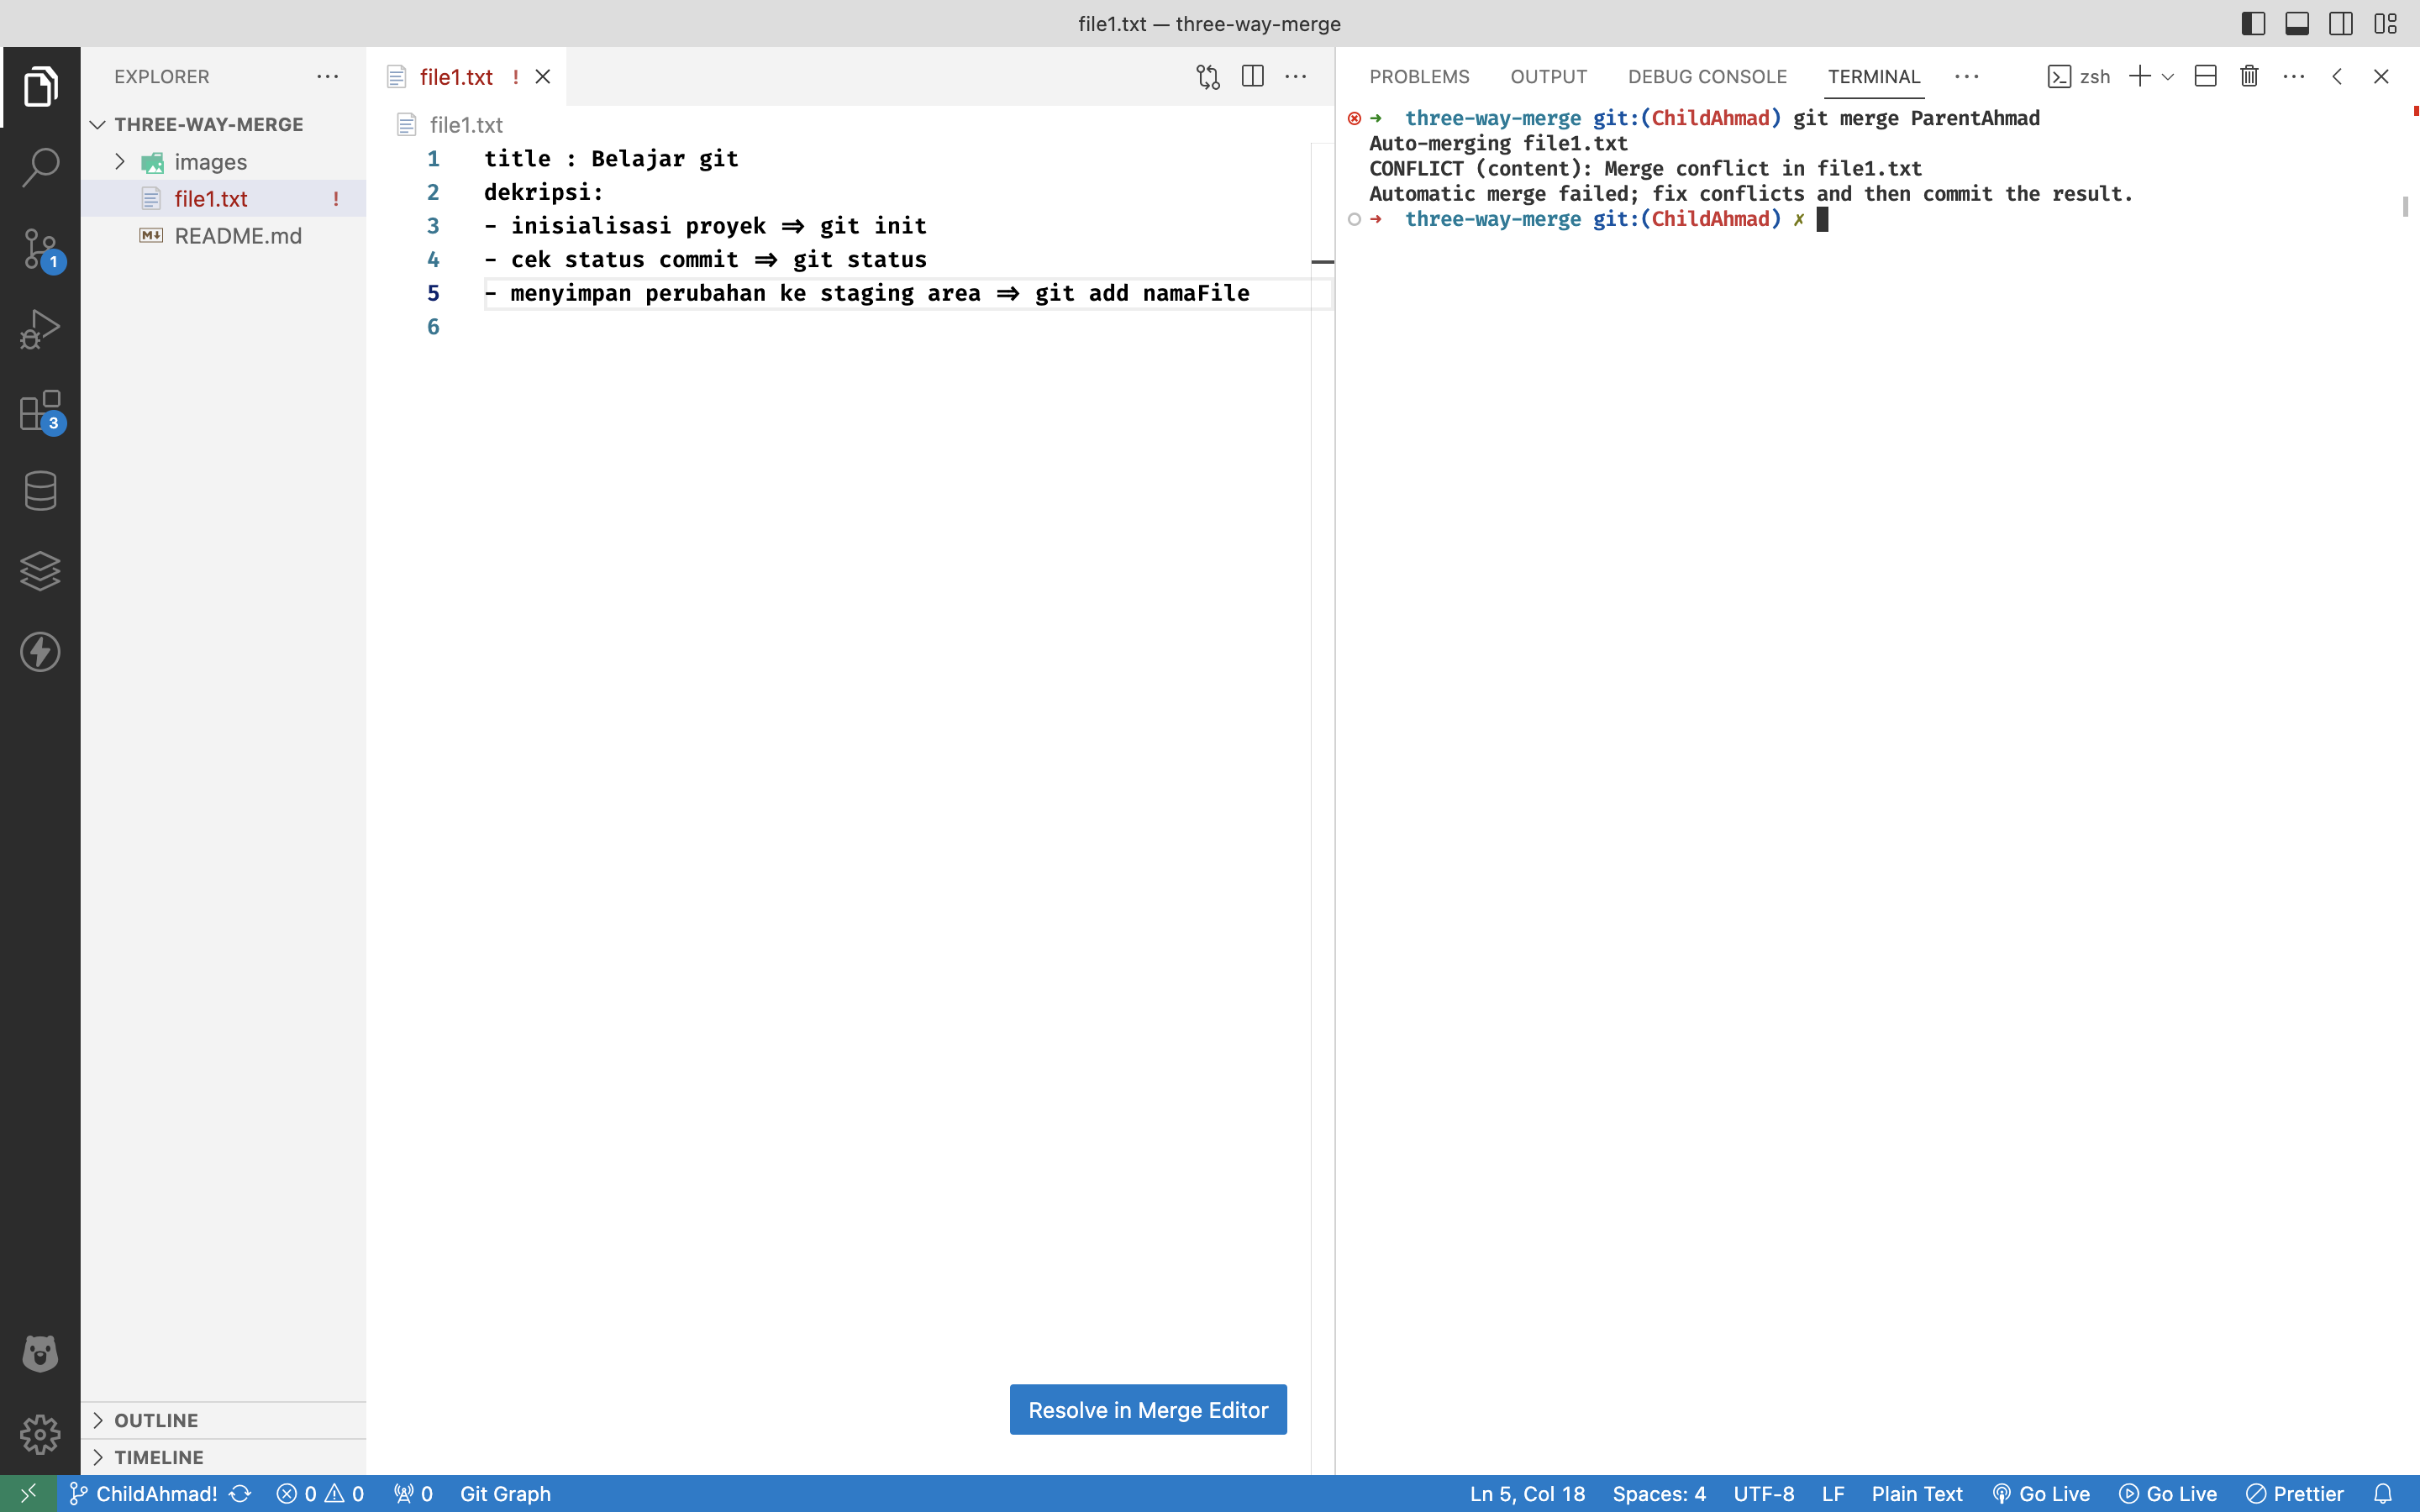 file1.txt — three-way-merge
EXPLORER
THREE-WAY-MERGE
images
file1.txt !
README.md
1
3
OUTLINE
TIMELINE
file1.txt !
file1.txt
1 title : Belajar git
2 dekripsi:
3 - inisialisasi proyek => git init
4 - cek status commit => git status
5 - menyimpan perubahan ke staging area => git add namaFile
6
Resolve in Merge Editor
PROBLEMS OUTPUT DEBUG CONSOLE TERMINAL zsh
➜ three-way-merge git:(ChildAhmad) git merge ParentAhmad
Auto-merging file1.txt
CONFLICT (content): Merge conflict in file1.txt
Automatic merge failed; fix conflicts and then commit the result.
➜ three-way-merge git:(ChildAhmad) ✗
ChildAhmad! 0 0 0 Git Graph Ln 5, Col 18 Spaces: 4 UTF-8 LF Plain Text Go Live Go Live Prettier